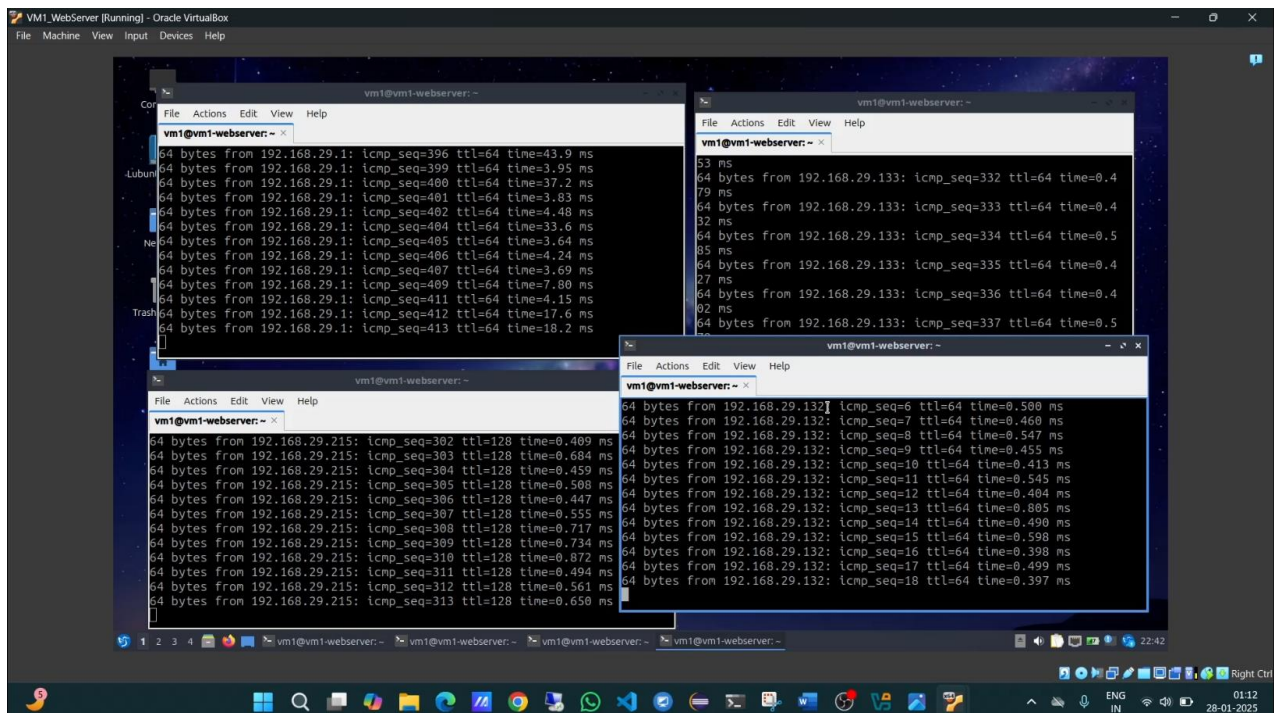 VM1_WebServer [Running] - Oracle VirtualBox
File Machine View Input Devices Help
vm1@vm1-webserver: ~
File Actions Edit View Help
vm1@vm1-webserver: ~
64 bytes from 192.168.29.1: icmp_seq=396 ttl=64 time=43.9 ms
64 bytes from 192.168.29.1: icmp_seq=399 ttl=64 time=3.95 ms
64 bytes from 192.168.29.1: icmp_seq=400 ttl=64 time=37.2 ms
64 bytes from 192.168.29.1: icmp_seq=401 ttl=64 time=3.83 ms
64 bytes from 192.168.29.1: icmp_seq=402 ttl=64 time=4.48 ms
64 bytes from 192.168.29.1: icmp_seq=404 ttl=64 time=33.6 ms
64 bytes from 192.168.29.1: icmp_seq=405 ttl=64 time=3.64 ms
64 bytes from 192.168.29.1: icmp_seq=406 ttl=64 time=4.24 ms
64 bytes from 192.168.29.1: icmp_seq=407 ttl=64 time=3.69 ms
64 bytes from 192.168.29.1: icmp_seq=409 ttl=64 time=7.80 ms
64 bytes from 192.168.29.1: icmp_seq=411 ttl=64 time=4.15 ms
64 bytes from 192.168.29.1: icmp_seq=412 ttl=64 time=17.6 ms
64 bytes from 192.168.29.1: icmp_seq=413 ttl=64 time=18.2 ms
vm1@vm1-webserver: ~
File Actions Edit View Help
vm1@vm1-webserver: ~
53 ms
64 bytes from 192.168.29.133: icmp_seq=332 ttl=64 time=0.4
79 ms
64 bytes from 192.168.29.133: icmp_seq=333 ttl=64 time=0.4
32 ms
64 bytes from 192.168.29.133: icmp_seq=334 ttl=64 time=0.5
85 ms
64 bytes from 192.168.29.133: icmp_seq=335 ttl=64 time=0.4
27 ms
64 bytes from 192.168.29.133: icmp_seq=336 ttl=64 time=0.4
02 ms
64 bytes from 192.168.29.133: icmp_seq=337 ttl=64 time=0.5
vm1@vm1-webserver: ~
File Actions Edit View Help
vm1@vm1-webserver: ~
64 bytes from 192.168.29.215: icmp_seq=302 ttl=128 time=0.409 ms
64 bytes from 192.168.29.215: icmp_seq=303 ttl=128 time=0.684 ms
64 bytes from 192.168.29.215: icmp_seq=304 ttl=128 time=0.459 ms
64 bytes from 192.168.29.215: icmp_seq=305 ttl=128 time=0.508 ms
64 bytes from 192.168.29.215: icmp_seq=306 ttl=128 time=0.447 ms
64 bytes from 192.168.29.215: icmp_seq=307 ttl=128 time=0.555 ms
64 bytes from 192.168.29.215: icmp_seq=308 ttl=128 time=0.717 ms
64 bytes from 192.168.29.215: icmp_seq=309 ttl=128 time=0.734 ms
64 bytes from 192.168.29.215: icmp_seq=310 ttl=128 time=0.872 ms
64 bytes from 192.168.29.215: icmp_seq=311 ttl=128 time=0.494 ms
64 bytes from 192.168.29.215: icmp_seq=312 ttl=128 time=0.561 ms
64 bytes from 192.168.29.215: icmp_seq=313 ttl=128 time=0.650 ms
vm1@vm1-webserver: ~
File Actions Edit View Help
vm1@vm1-webserver: ~
64 bytes from 192.168.29.132: icmp_seq=6 ttl=64 time=0.500 ms
64 bytes from 192.168.29.132: icmp_seq=7 ttl=64 time=0.460 ms
64 bytes from 192.168.29.132: icmp_seq=8 ttl=64 time=0.547 ms
64 bytes from 192.168.29.132: icmp_seq=9 ttl=64 time=0.455 ms
64 bytes from 192.168.29.132: icmp_seq=10 ttl=64 time=0.413 ms
64 bytes from 192.168.29.132: icmp_seq=11 ttl=64 time=0.545 ms
64 bytes from 192.168.29.132: icmp_seq=12 ttl=64 time=0.404 ms
64 bytes from 192.168.29.132: icmp_seq=13 ttl=64 time=0.805 ms
64 bytes from 192.168.29.132: icmp_seq=14 ttl=64 time=0.490 ms
64 bytes from 192.168.29.132: icmp_seq=15 ttl=64 time=0.598 ms
64 bytes from 192.168.29.132: icmp_seq=16 ttl=64 time=0.398 ms
64 bytes from 192.168.29.132: icmp_seq=17 ttl=64 time=0.499 ms
64 bytes from 192.168.29.132: icmp_seq=18 ttl=64 time=0.397 ms
Trash
1 2 3 4 vm1@vm1-webserver: ~ vm1@vm1-webserver: ~ vm1@vm1-webserver: ~ vm1@vm1-webserver: ~ 22:42
Right Ctrl
5
ENG
IN
01:12
28-01-2025